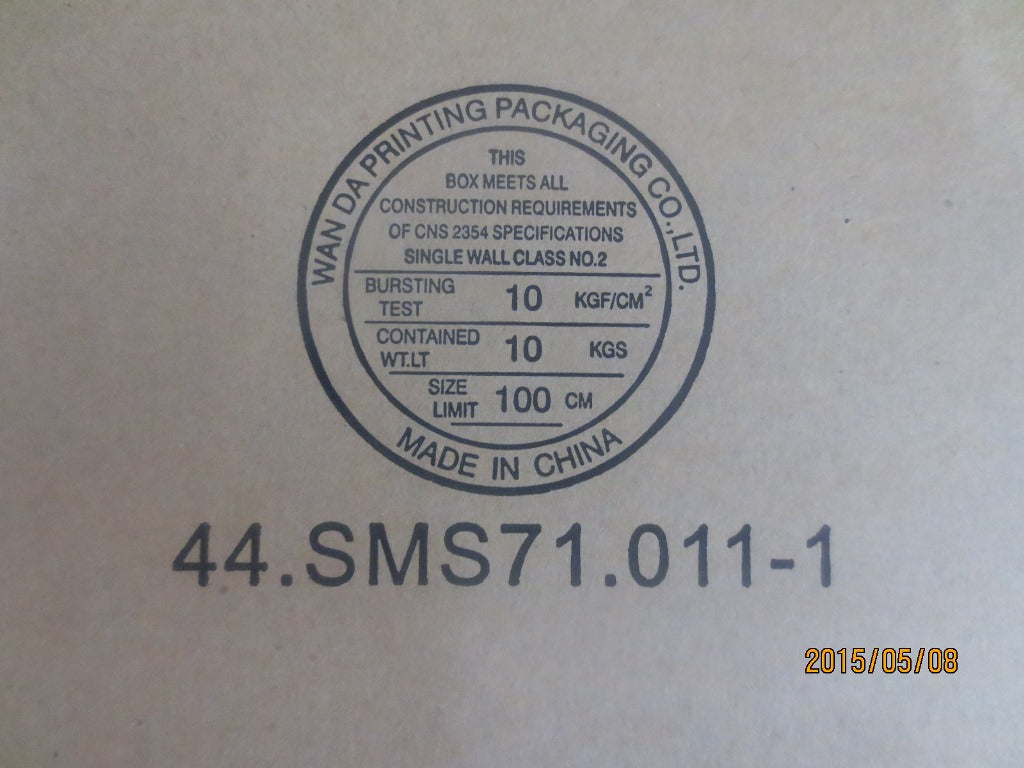 WAN DA PRINTING PACKAGING CO.,LTD.
THIS
BOX MEETS ALL
CONSTRUCTION REQUIREMENTS
OF CNS 2354 SPECIFICATIONS
SINGLE WALL CLASS NO.2
BURSTING TEST 10 KGF/CM²
CONTAINED WT.LT 10 KGS
SIZE LIMIT 100 CM
MADE IN CHINA
44.SMS71.011-1
2015/05/08